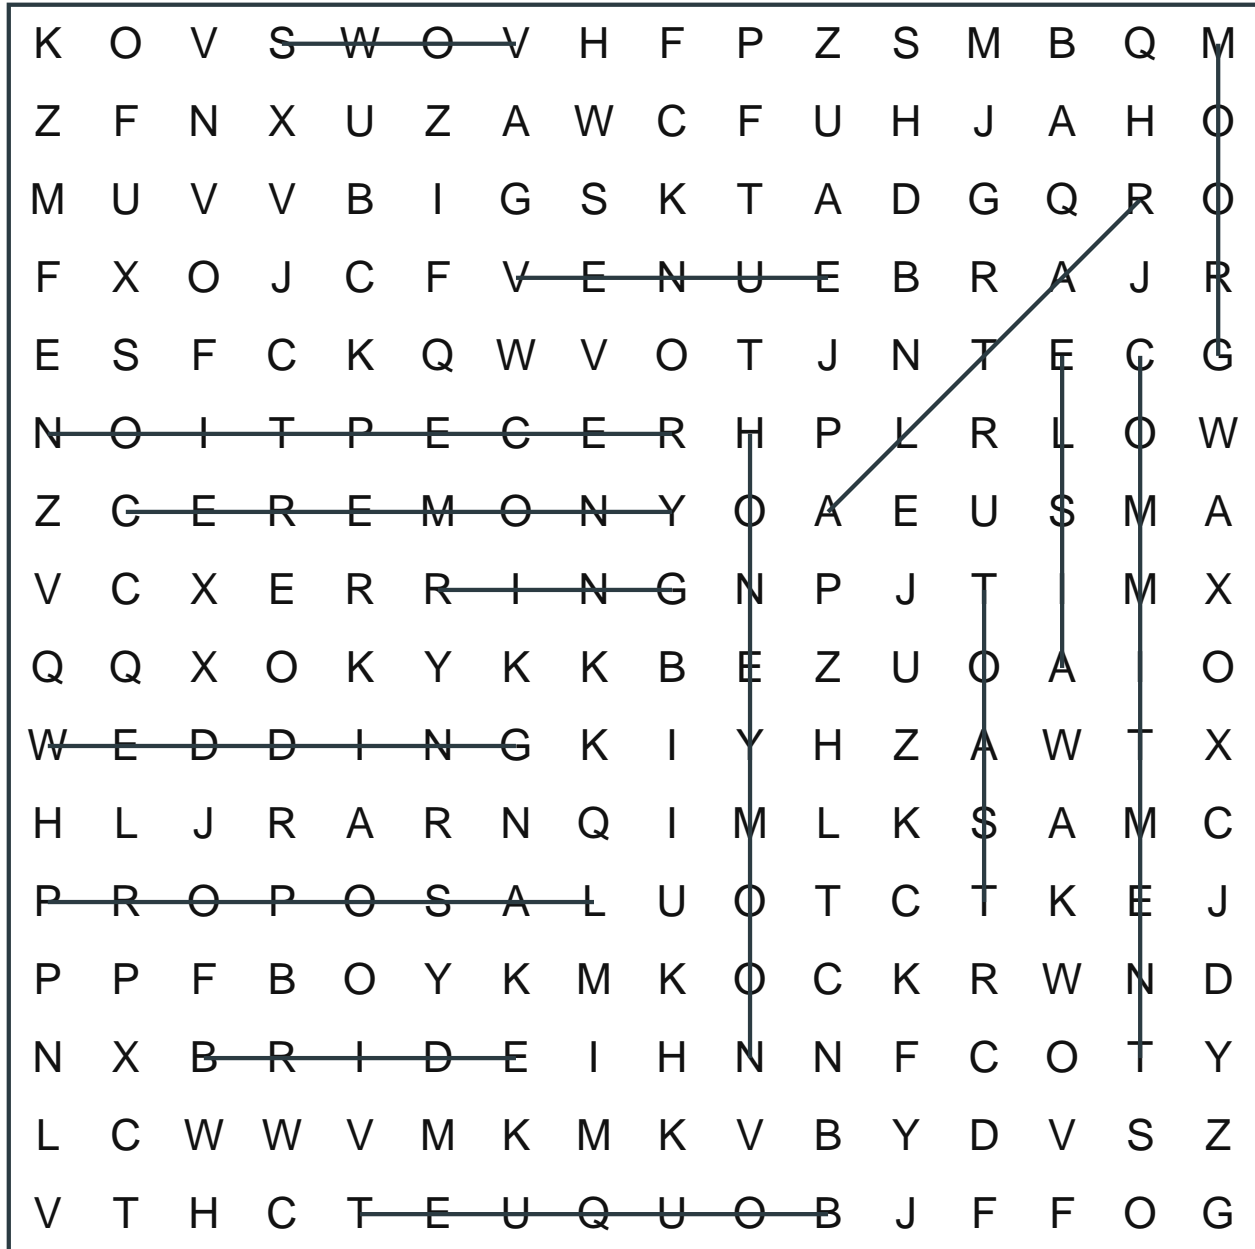 K O V S W O V H F P Z S M B Q M
Z F N X U Z A W C F U H J A H O
M U V V B I G S K T A D G Q R O
F X O J C F V E N U E B R A J R
E S F C K Q W V O T J N T E C G
N O I T P E C E R H P L R L O W
Z C E R E M O N Y O A E U S M A
V C X E R R I N G N P J T I M X
Q Q X O K Y K K B E Z U O A I O
W E D D I N G K I Y H Z A W T X
H L J R A R N Q I M L K S A M C
P R O P O S A L U O T C T K E J
P P F B O Y K M K O C K R W N D
N X B R I D E I H N N F C O T Y
L C W W V M K M K V B Y D V S Z
V T H C T E U Q U O B J F F O G